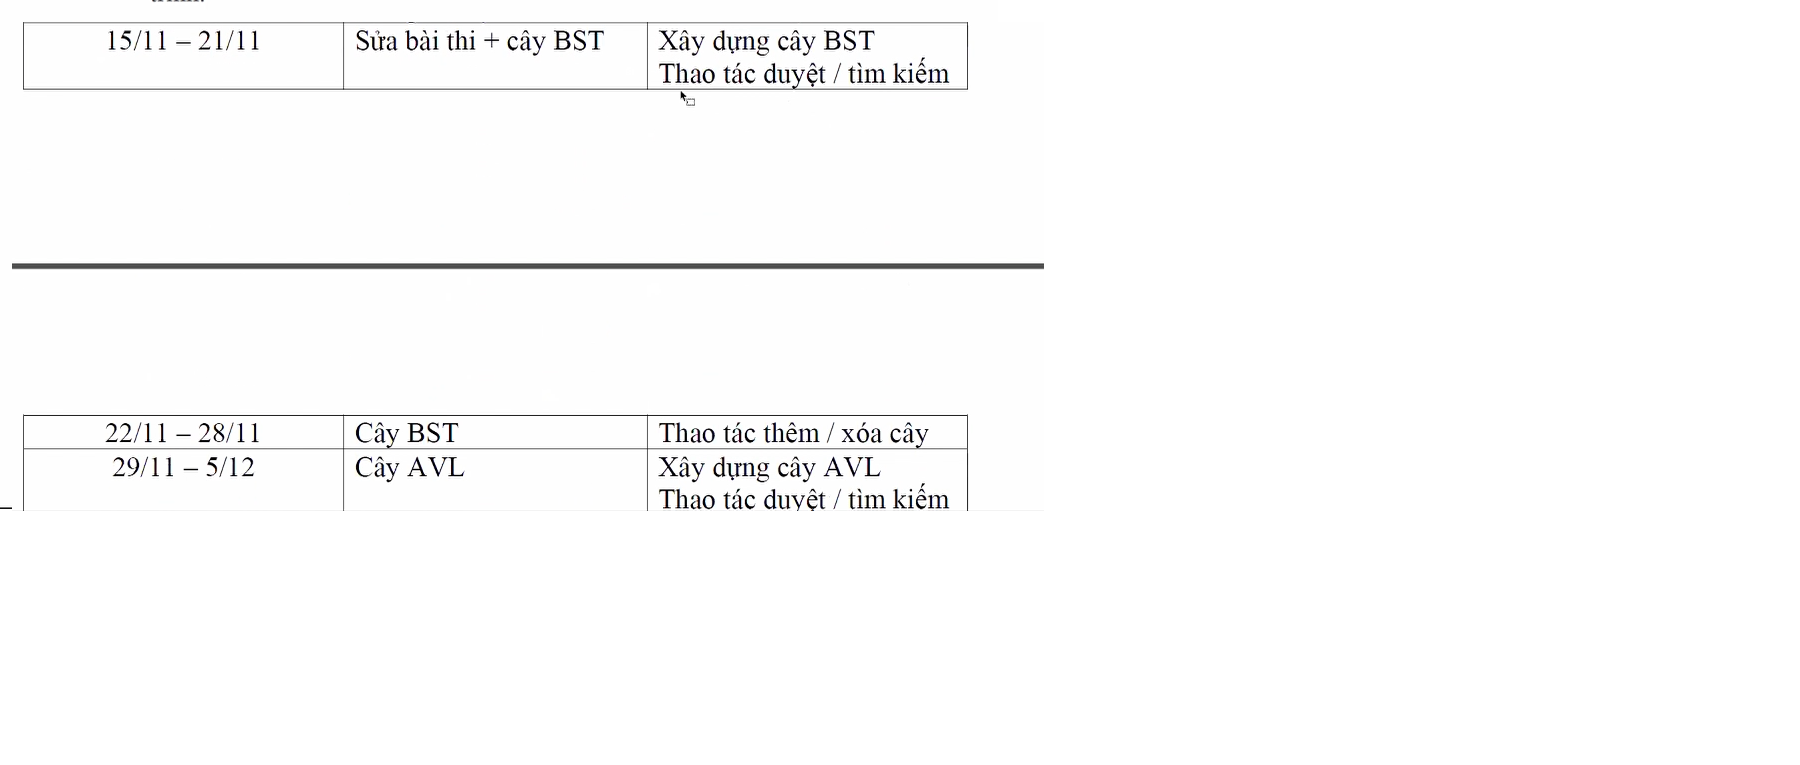 15/11 – 21/11 Sửa bài thi + cây BST Xây dựng cây BST
Thao tác duyệt / tìm kiếm
22/11 – 28/11 Cây BST Thao tác thêm / xóa cây
29/11 – 5/12 Cây AVL Xây dựng cây AVL
Thao tác duyệt / tìm kiếm